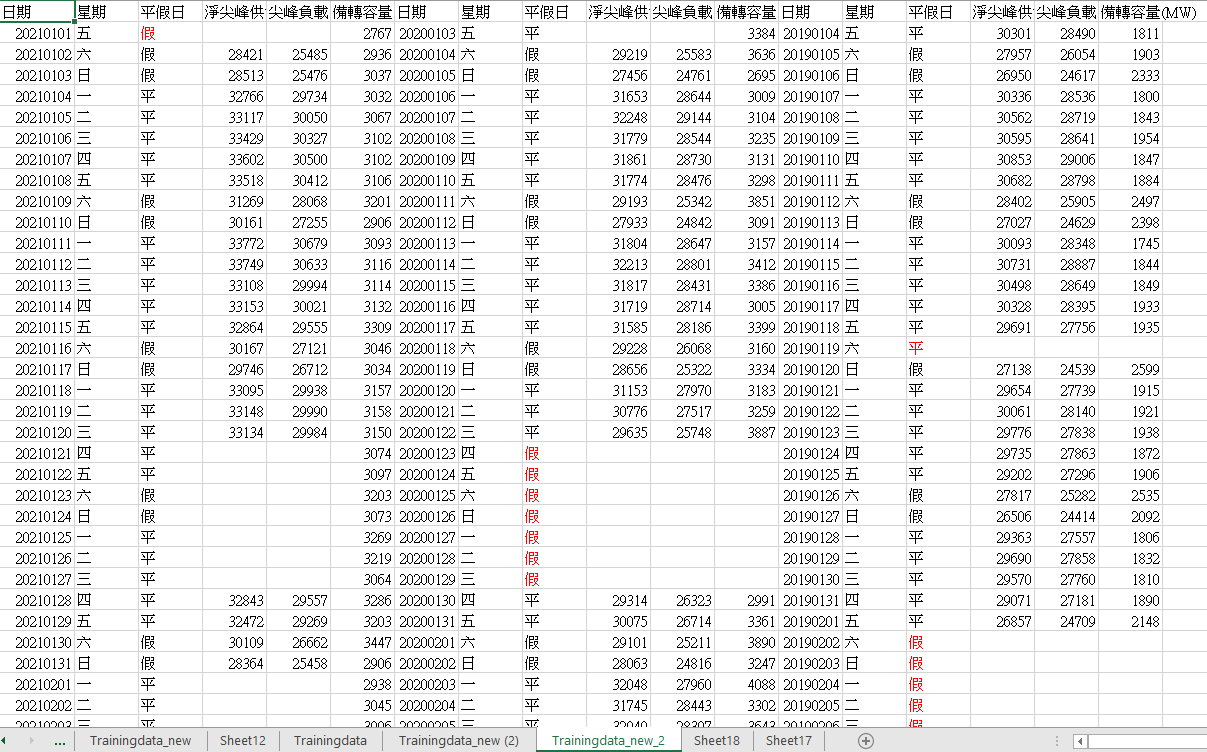 日期 星期 平假日 淨尖峰供 尖峰負載 備轉容量 日期 星期 平假日 淨尖峰供 尖峰負載 備轉容量 日期 星期 平假日 淨尖峰供 尖峰負載 備轉容量(MW)
20210101 五 假 2767 20200103 五 平 3384 20190104 五 平 30301 28490 1811
20210102 六 假 28421 25485 2936 20200104 六 假 29219 25583 3636 20190105 六 假 27957 26054 1903
20210103 日 假 28513 25476 3037 20200105 日 假 27456 24761 2695 20190106 日 假 26950 24617 2333
20210104 一 平 32766 29734 3032 20200106 一 平 31653 28644 3009 20190107 一 平 30336 28536 1800
20210105 二 平 33117 30050 3067 20200107 二 平 32248 29144 3104 20190108 二 平 30562 28719 1843
20210106 三 平 33429 30327 3102 20200108 三 平 31779 28544 3235 20190109 三 平 30595 28641 1954
20210107 四 平 33602 30500 3102 20200109 四 平 31861 28730 3131 20190110 四 平 30853 29006 1847
20210108 五 平 33518 30412 3106 20200110 五 平 31774 28476 3298 20190111 五 平 30682 28798 1884
20210109 六 假 31269 28068 3201 20200111 六 假 29193 25342 3851 20190112 六 假 28402 25905 2497
20210110 日 假 30161 27255 2906 20200112 日 假 27933 24842 3091 20190113 日 假 27027 24629 2398
20210111 一 平 33772 30679 3093 20200113 一 平 31804 28647 3157 20190114 一 平 30093 28348 1745
20210112 二 平 33749 30633 3116 20200114 二 平 32213 28801 3412 20190115 二 平 30731 28887 1844
20210113 三 平 33108 29994 3114 20200115 三 平 31817 28431 3386 20190116 三 平 30498 28649 1849
20210114 四 平 33153 30021 3132 20200116 四 平 31719 28714 3005 20190117 四 平 30328 28395 1933
20210115 五 平 32864 29555 3309 20200117 五 平 31585 28186 3399 20190118 五 平 29691 27756 1935
20210116 六 假 30167 27121 3046 20200118 六 假 29228 26068 3160 20190119 六 平
20210117 日 假 29746 26712 3034 20200119 日 假 28656 25322 3334 20190120 日 假 27138 24539 2599
20210118 一 平 33095 29938 3157 20200120 一 平 31153 27970 3183 20190121 一 平 29654 27739 1915
20210119 二 平 33148 29990 3158 20200121 二 平 30776 27517 3259 20190122 二 平 30061 28140 1921
20210120 三 平 33134 29984 3150 20200122 三 平 29635 25748 3887 20190123 三 平 29776 27838 1938
20210121 四 平 3074 20200123 四 假 20190124 四 平 29735 27863 1872
20210122 五 平 3097 20200124 五 假 20190125 五 平 29202 27296 1906
20210123 六 假 3203 20200125 六 假 20190126 六 假 27817 25282 2535
20210124 日 假 3073 20200126 日 假 20190127 日 假 26506 24414 2092
20210125 一 平 3269 20200127 一 假 20190128 一 平 29363 27557 1806
20210126 二 平 3219 20200128 二 假 20190129 二 平 29690 27858 1832
20210127 三 平 3064 20200129 三 假 20190130 三 平 29570 27760 1810
20210128 四 平 32843 29557 3286 20200130 四 平 29314 26323 2991 20190131 四 平 29071 27181 1890
20210129 五 平 32472 29269 3203 20200131 五 平 30075 26714 3361 20190201 五 平 26857 24709 2148
20210130 六 假 30109 26662 3447 20200201 六 假 29101 25211 3890 20190202 六 假
20210131 日 假 28364 25458 2906 20200202 日 假 28063 24816 3247 20190203 日 假
20210201 一 平 2938 20200203 一 平 32048 27960 4088 20190204 一 假
20210202 二 平 3045 20200204 二 平 31745 28443 3302 20190205 二 假
20210203 三 平 3006 20200205 三 平 32040 28397 3643 20190206 三 假
... Trainingdata_new Sheet12 Trainingdata Trainingdata_new (2) Trainingdata_new_2 Sheet18 Sheet17